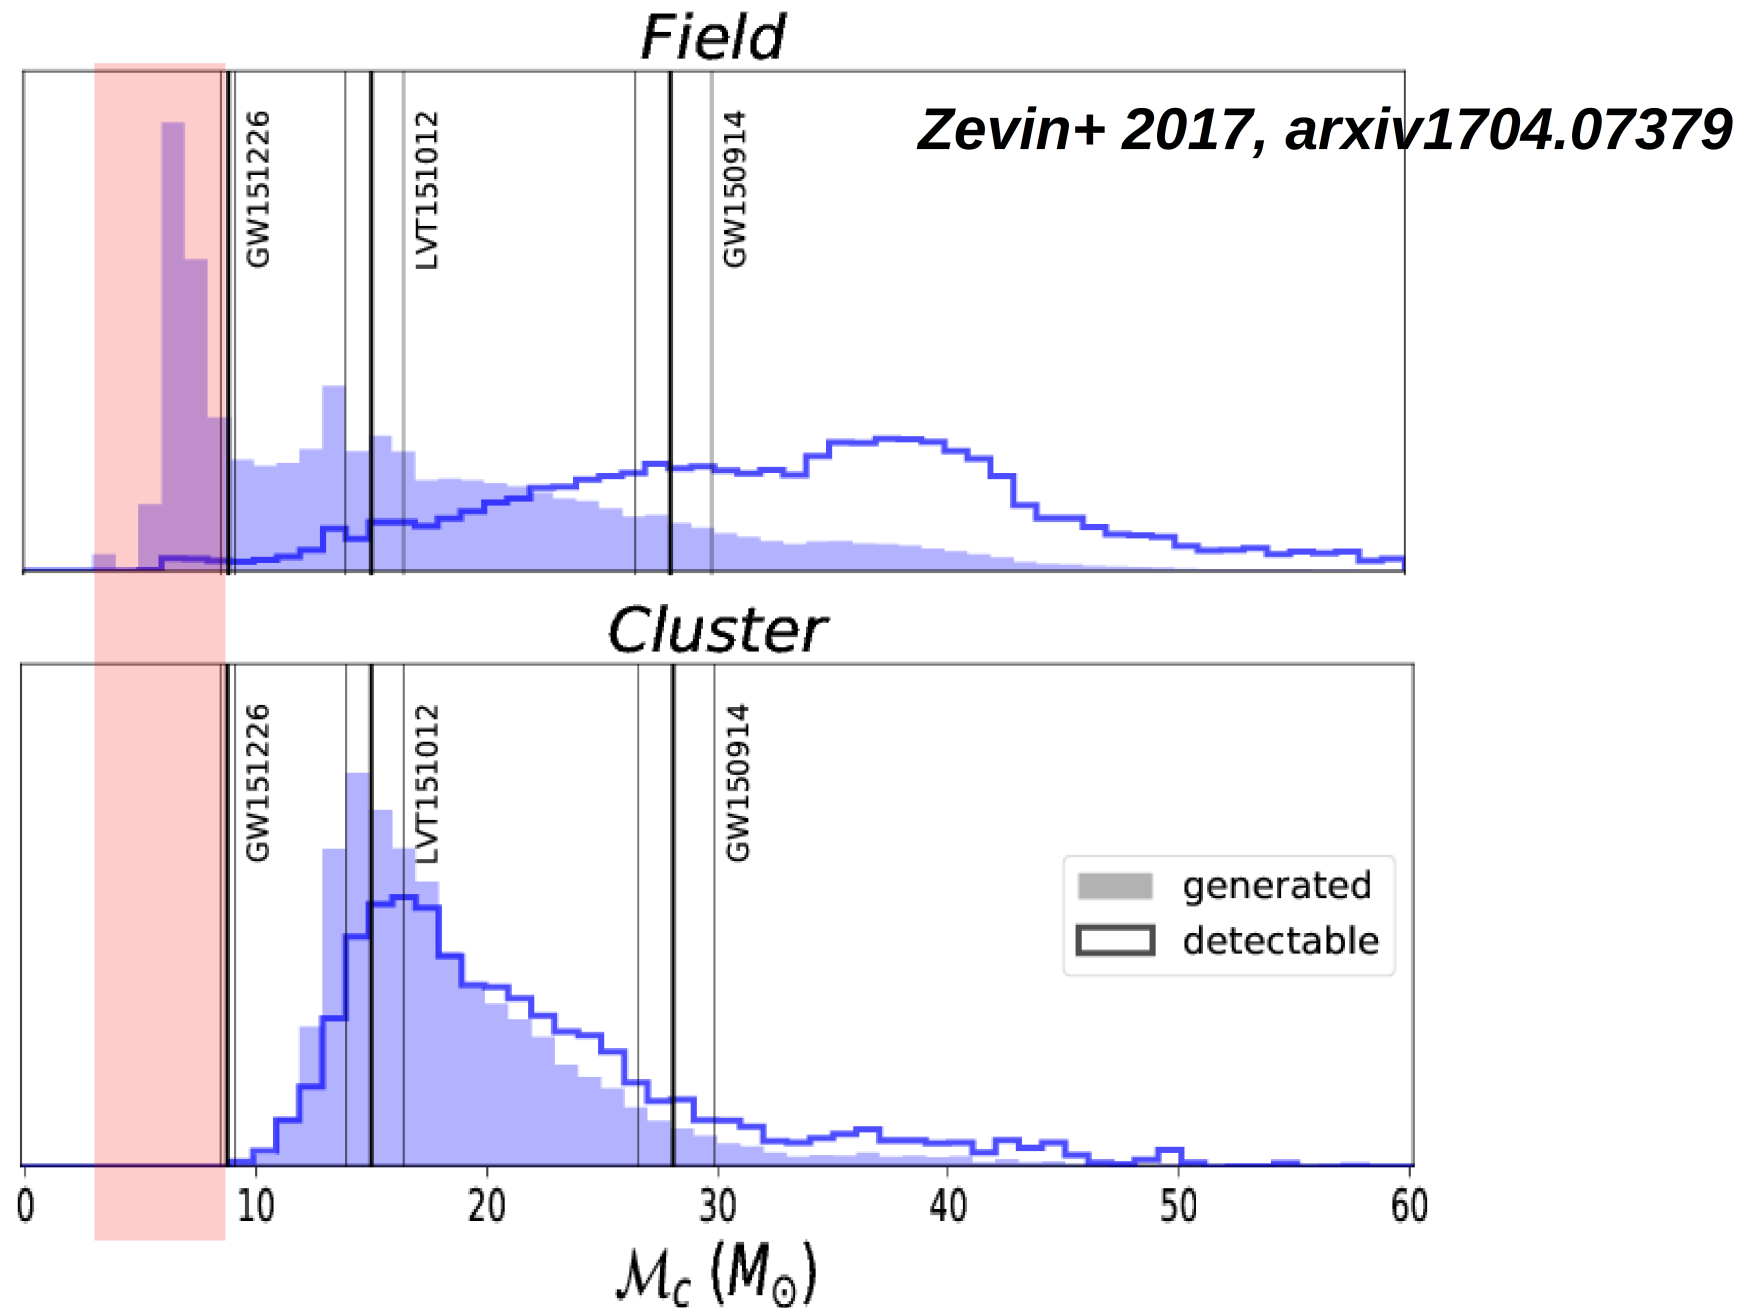 Field
Zevin+ 2017, arxiv1704.07379
GW151226
LVT151012
GW150914
Cluster
GW151226
LVT151012
GW150914
generated
detectable
0 10 20 30 40 50 60
ℳc (M⊙)